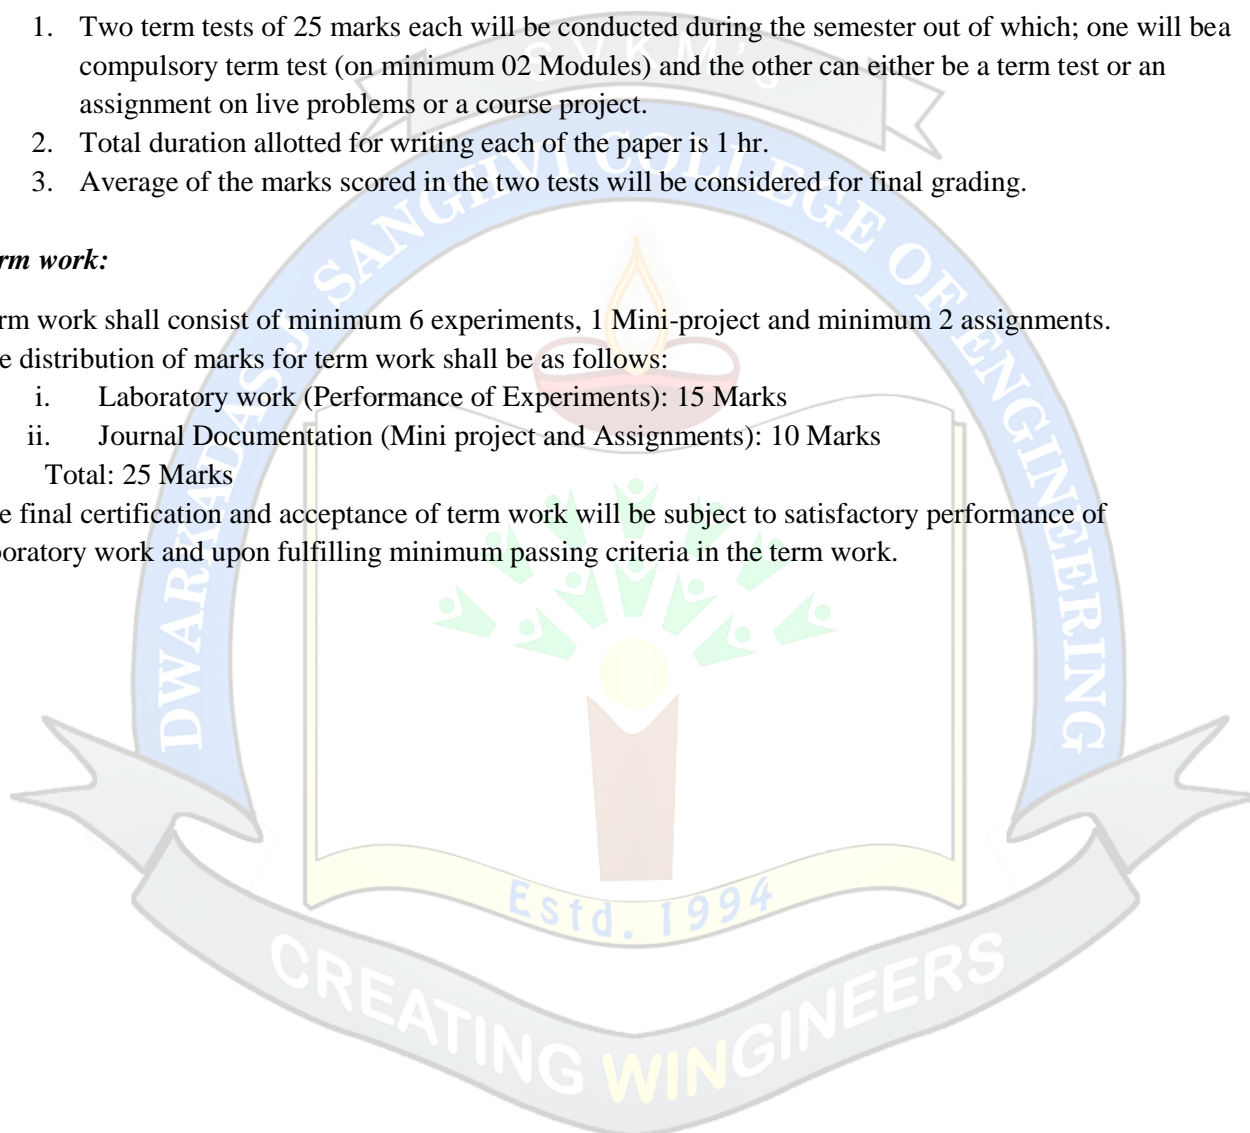 1. Two term tests of 25 marks each will be conducted during the semester out of which; one will bea
compulsory term test (on minimum 02 Modules) and the other can either be a term test or an
assignment on live problems or a course project.
2. Total duration allotted for writing each of the paper is 1 hr.
3. Average of the marks scored in the two tests will be considered for final grading.
rm work:
rm work shall consist of minimum 6 experiments, 1 Mini-project and minimum 2 assignments.
e distribution of marks for term work shall be as follows:
i. Laboratory work (Performance of Experiments): 15 Marks
ii. Journal Documentation (Mini project and Assignments): 10 Marks
Total: 25 Marks
e final certification and acceptance of term work will be subject to satisfactory performance of
boratory work and upon fulfilling minimum passing criteria in the term work.
SVKM'S
DWARKADAS J. SANGHVI COLLEGE OF ENGINEERING
Estd. 1994
CREATING WINGINEERS